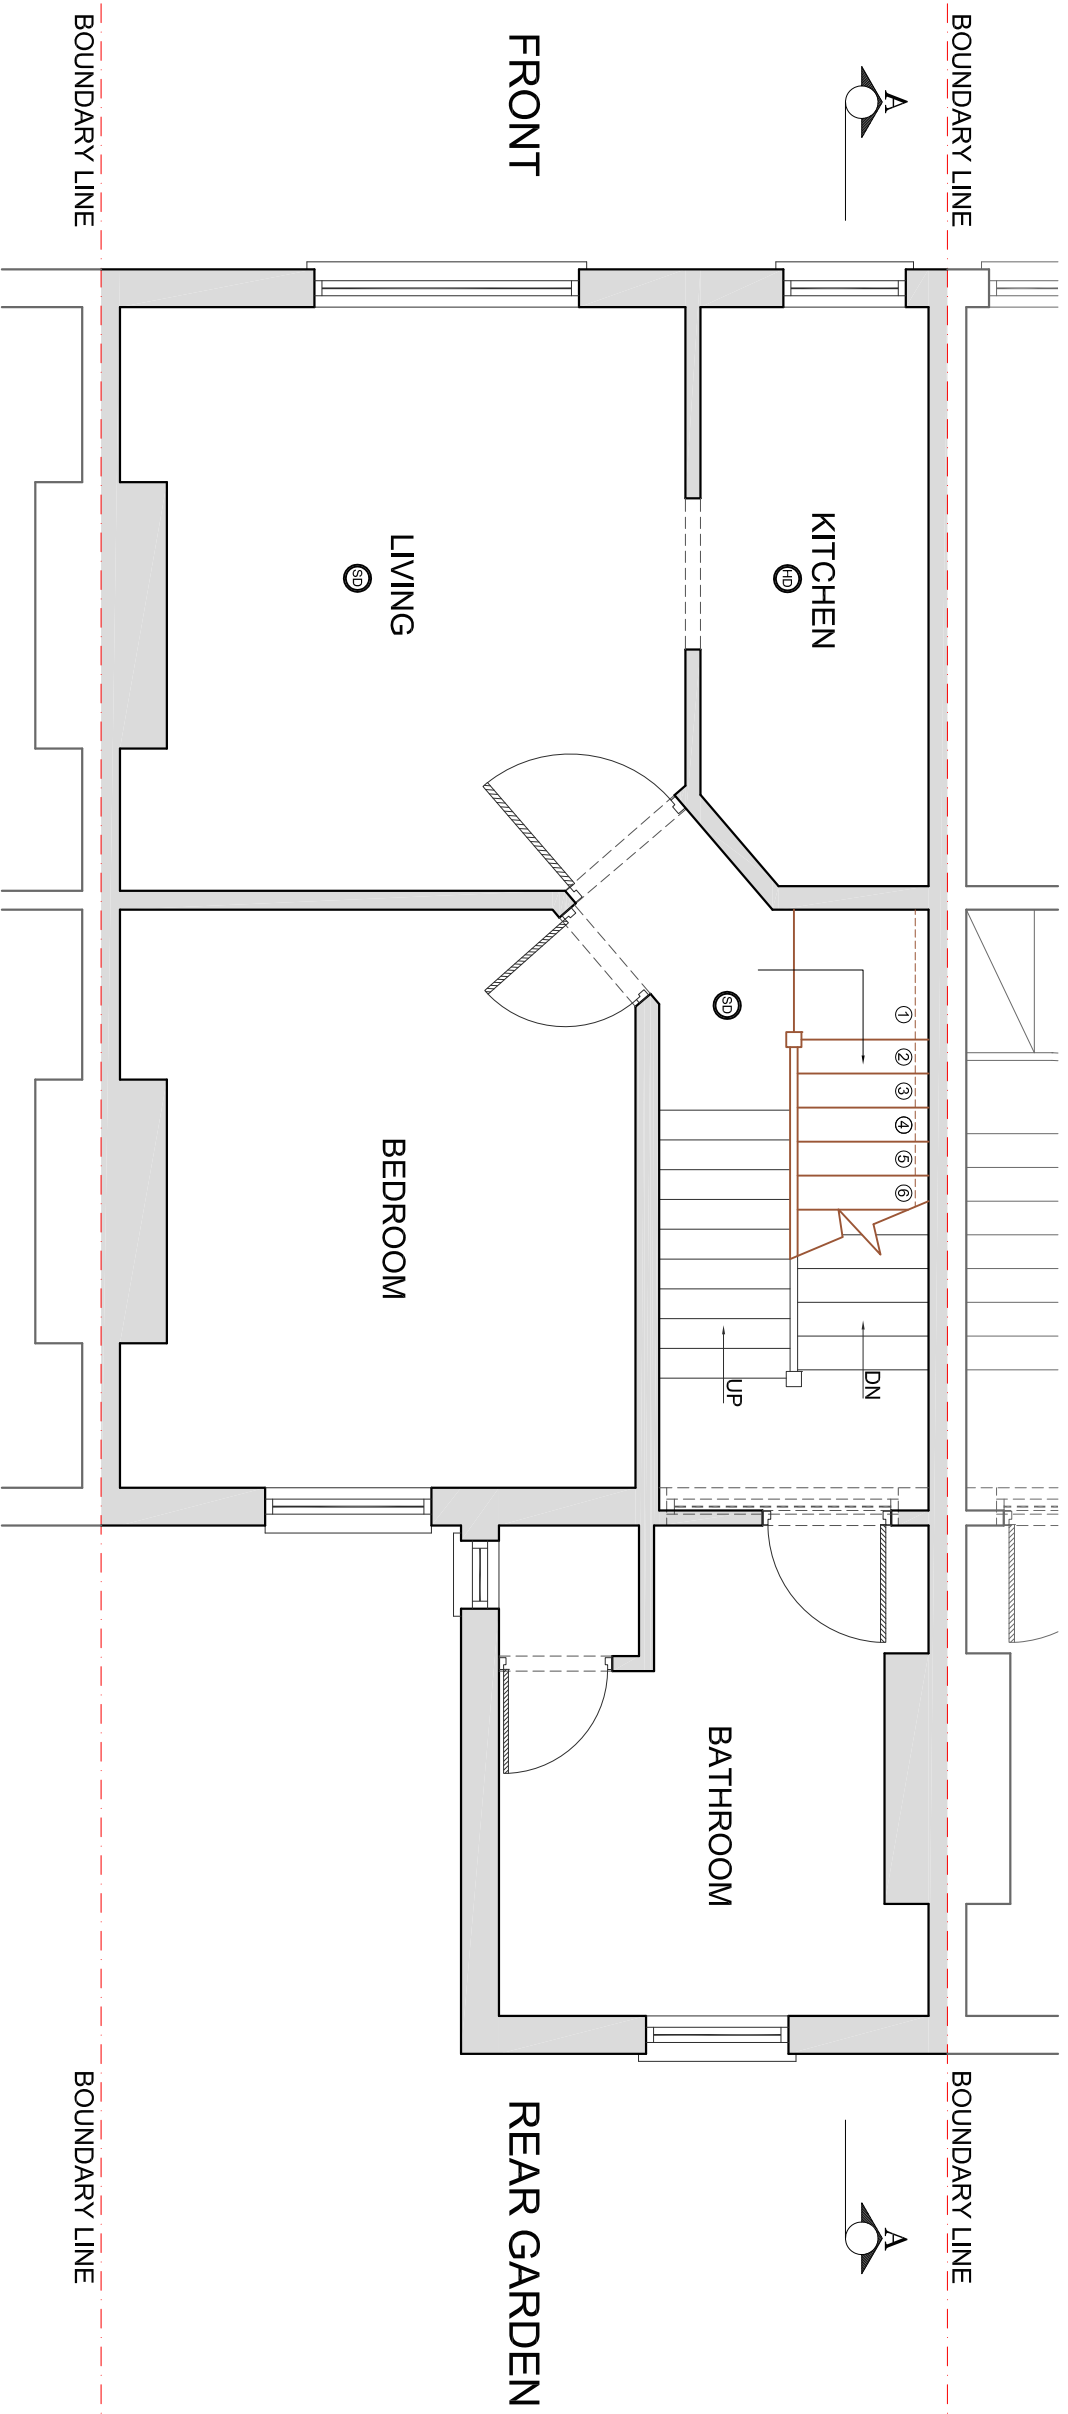 BOUNDARY LINE
BOUNDARY LINE
A
FRONT
KITCHEN
HD
LIVING
SD
1
2
3
4
5
6
SD
DN
UP
BEDROOM
BATHROOM
BOUNDARY LINE
BOUNDARY LINE
A
REAR GARDEN